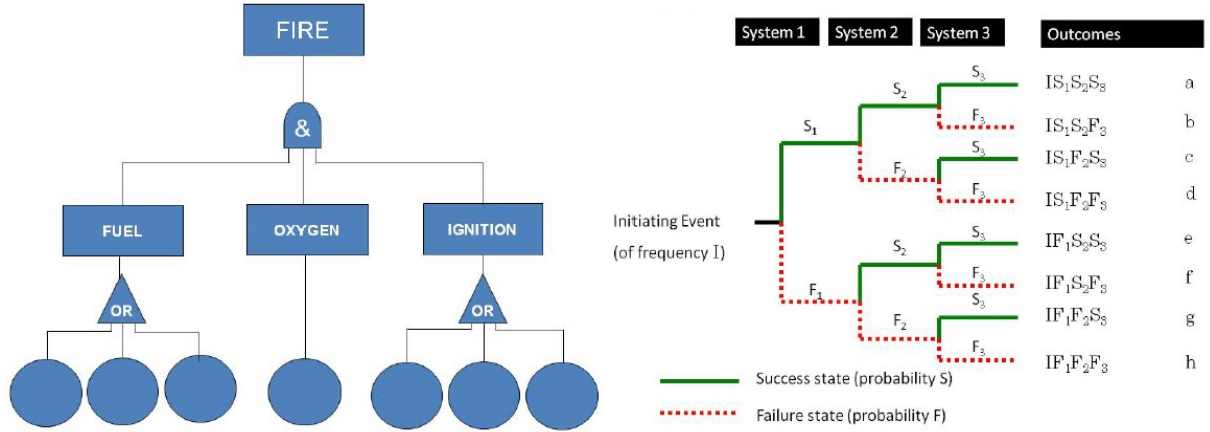 FIRE
&
FUEL
OXYGEN
IGNITION
OR
OR
System 1
System 2
System 3
Outcomes
S₃
IS₁S₂S₃ a
S₂
F₃
IS₁S₂F₃ b
S₁
S₃
IS₁F₂S₃ c
F₂
F₃
IS₁F₂F₃ d
Initiating Event
(of frequency I)
S₃
IF₁S₂S₃ e
S₂
F₃
IF₁S₂F₃ f
F₁
S₃
IF₁F₂S₃ g
F₂
F₃
IF₁F₂F₃ h
Success state (probability S)
Failure state (probability F)